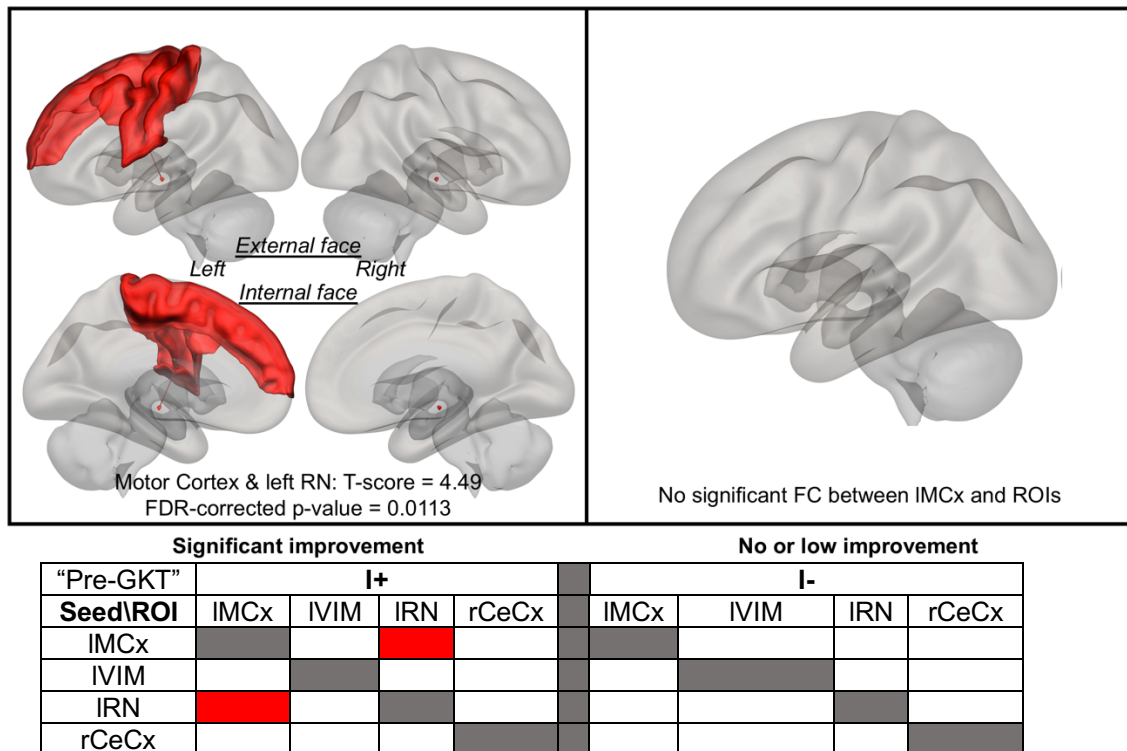 External face
Left Right
Internal face
Motor Cortex & left RN: T-score = 4.49
FDR-corrected p-value = 0.0113
No significant FC between lMCx and ROIs
Significant improvement No or low improvement
“Pre-GKT” I+ I-
Seed\ROI lMCx lVIM lRN rCeCx lMCx lVIM lRN rCeCx
lMCx
lVIM
lRN
rCeCx